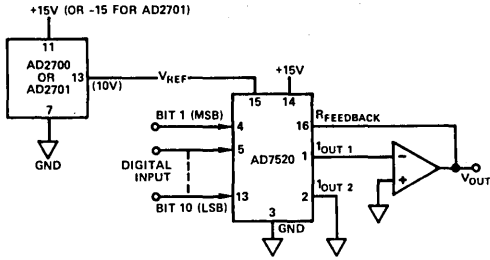 +15V (OR -15 FOR AD2701)
11
AD2700
OR
AD2701
13
(10V)
7
GND
VREF
+15V
15
14
BIT 1 (MSB)
4
16
RFEEDBACK
5
DIGITAL
INPUT
AD7520
1
IOUT 1
-
+
VOUT
BIT 10 (LSB)
13
2
IOUT 2
3
GND